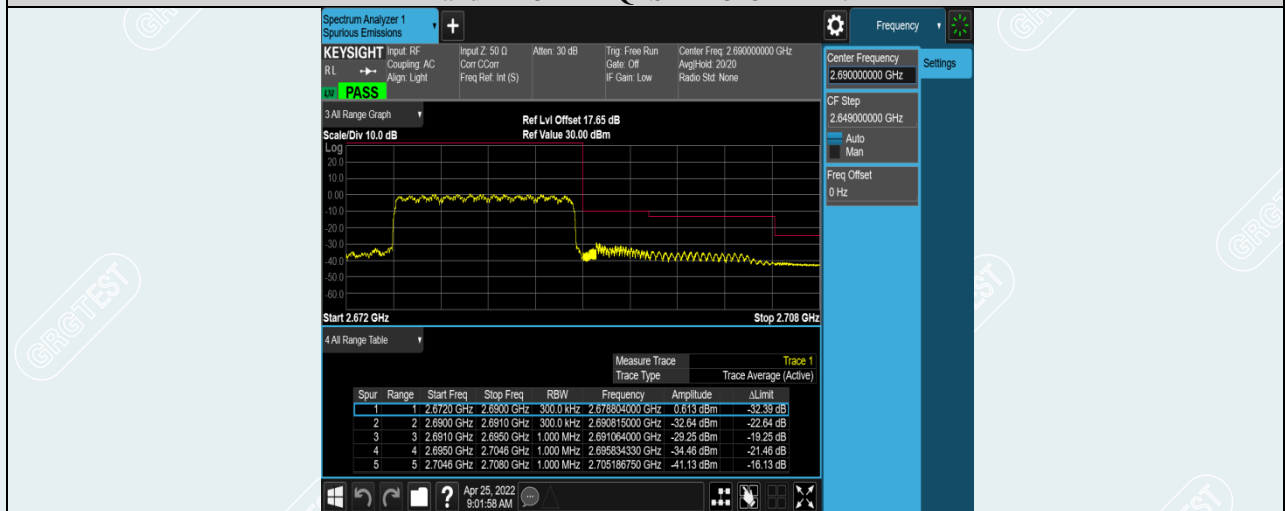 Spectrum Analyzer 1
Spurious Emissions
+
Frequency
KEYSIGHT Input: RF Input Z: 50 Ω Atten: 30 dB Trig: Free Run Center Freq: 2.690000000 GHz
RL Coupling: AC Corr CCorr Gate: Off Avg|Hold: 20/20
Align: Light Freq Ref: Int (S) IF Gain: Low Radio Std: None
LXI PASS
Center Frequency
2.690000000 GHz
Settings
CF Step
2.649000000 GHz
Auto
Man
Freq Offset
0 Hz
3 All Range Graph
Ref Lvl Offset 17.65 dB
Scale/Div 10.0 dB Ref Value 30.00 dBm
Log
20.0
10.0
0.00
-10.0
-20.0
-30.0
-40.0
-50.0
-60.0
Start 2.672 GHz Stop 2.708 GHz
4 All Range Table
Measure Trace Trace 1
Trace Type Trace Average (Active)
Spur Range Start Freq Stop Freq RBW Frequency Amplitude ΔLimit
1 1 2.6720 GHz 2.6900 GHz 300.0 kHz 2.678804000 GHz 0.613 dBm -32.39 dB
2 2 2.6900 GHz 2.6910 GHz 300.0 kHz 2.690815000 GHz -32.64 dBm -22.64 dB
3 3 2.6910 GHz 2.6950 GHz 1.000 MHz 2.691064000 GHz -29.25 dBm -19.25 dB
4 4 2.6950 GHz 2.7046 GHz 1.000 MHz 2.695834330 GHz -34.46 dBm -21.46 dB
5 5 2.7046 GHz 2.7080 GHz 1.000 MHz 2.705186750 GHz -41.13 dBm -16.13 dB
? Apr 25, 2022
9:01:58 AM
GRGTEST
GRGTEST